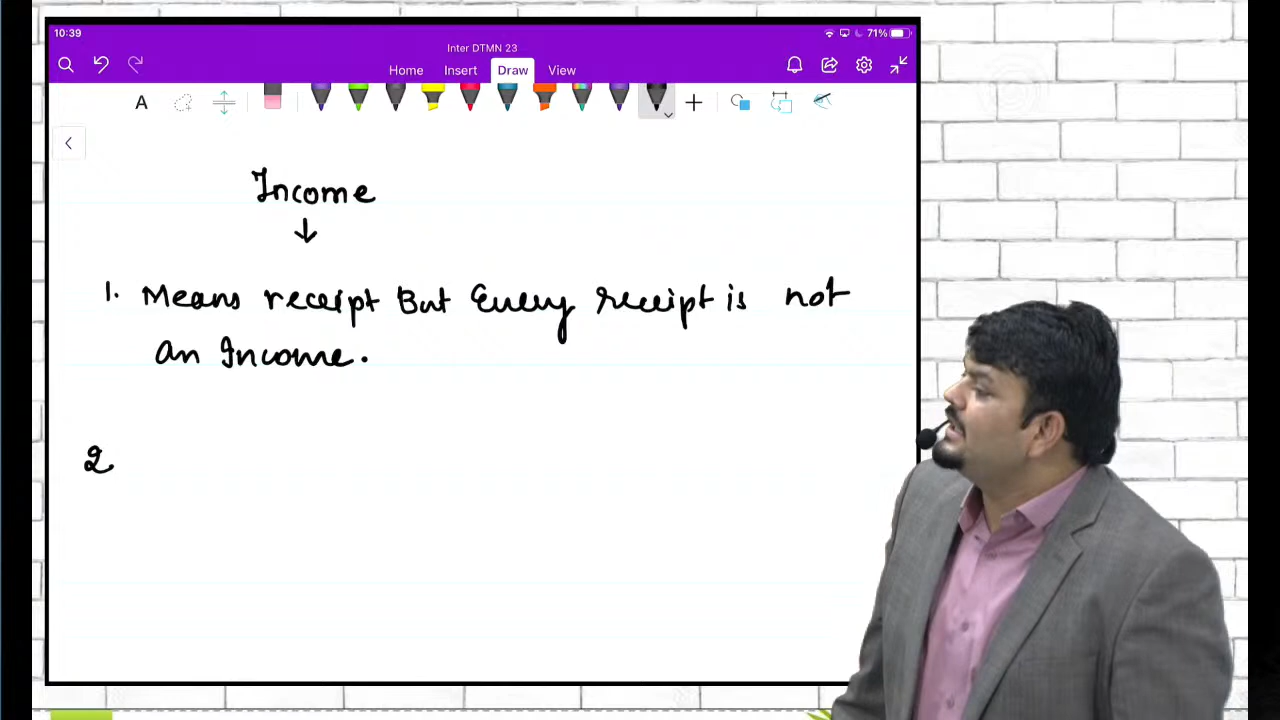 10:39
71%
Inter DTMN 23
Home Insert Draw View
A
Income
1. Means receipt But Every receipt is not
an Income.
2